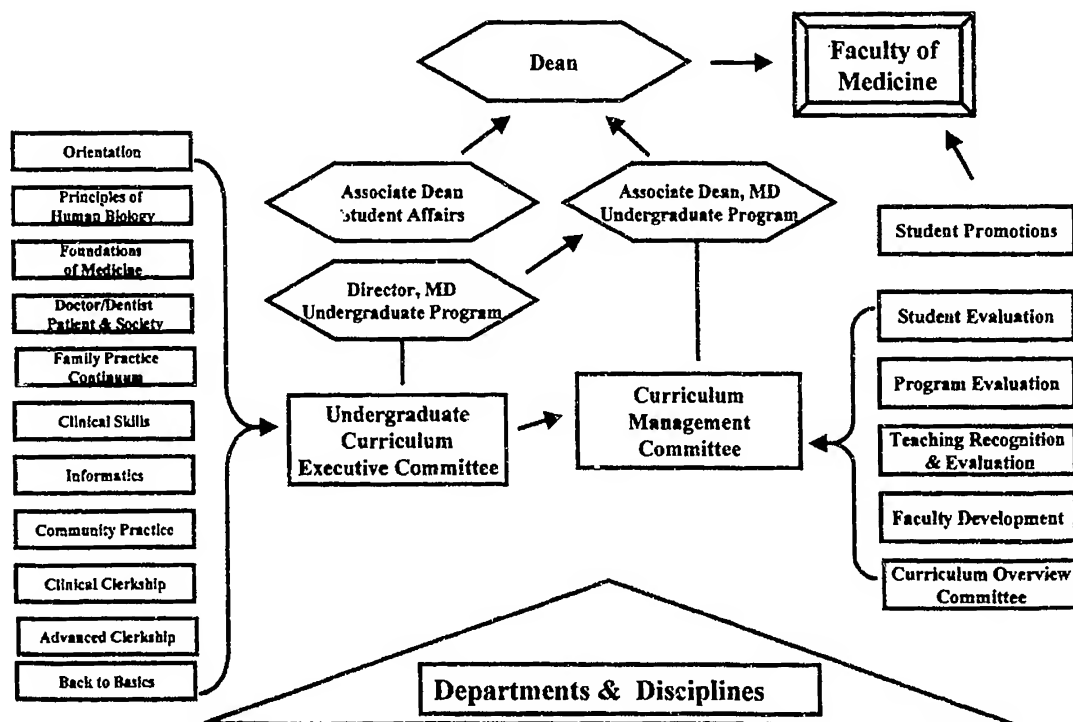 Dean
Faculty of
Medicine
Orientation
Principles of
Human Biology
Foundations
of Medicine
Doctor/Dentist
Patient & Society
Family Practice
Continuum
Clinical Skills
Informatics
Community Practice
Clinical Clerkship
Advanced Clerkship
Back to Basics
Associate Dean
Student Affairs
Associate Dean, MD
Undergraduate Program
Director, MD
Undergraduate Program
Undergraduate
Curriculum
Executive Committee
Curriculum
Management
Committee
Student Promotions
Student Evaluation
Program Evaluation
Teaching Recognition
& Evaluation
Faculty Development
Curriculum Overview
Committee
Departments & Disciplines